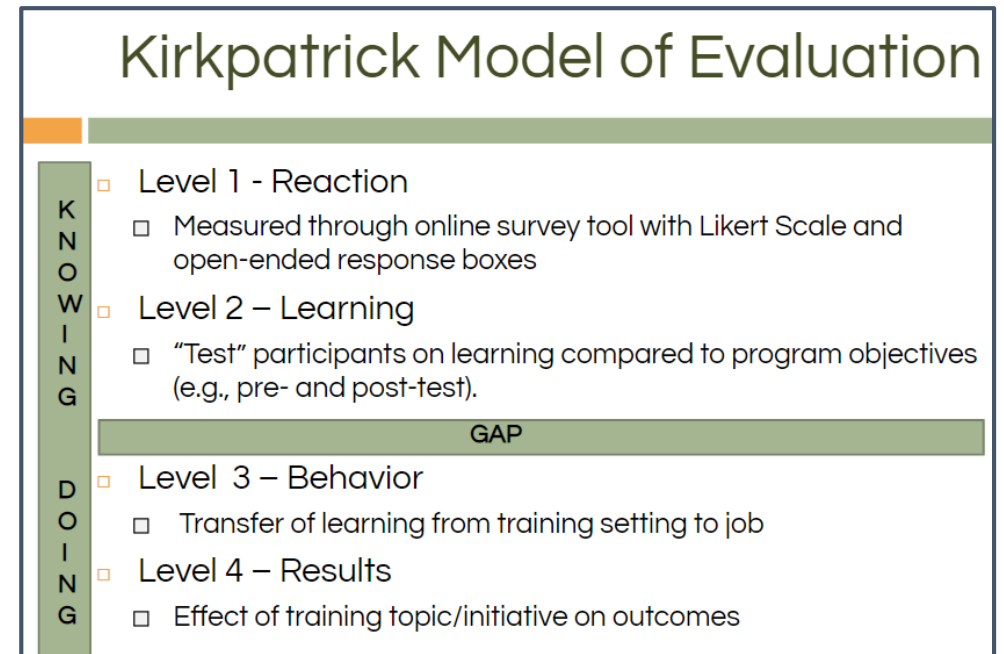 Kirkpatrick Model of Evaluation
KNOWING
Level 1 - Reaction
Measured through online survey tool with Likert Scale and
open-ended response boxes
Level 2 – Learning
“Test” participants on learning compared to program objectives
(e.g., pre- and post-test).
GAP
DOING
Level 3 – Behavior
Transfer of learning from training setting to job
Level 4 – Results
Effect of training topic/initiative on outcomes